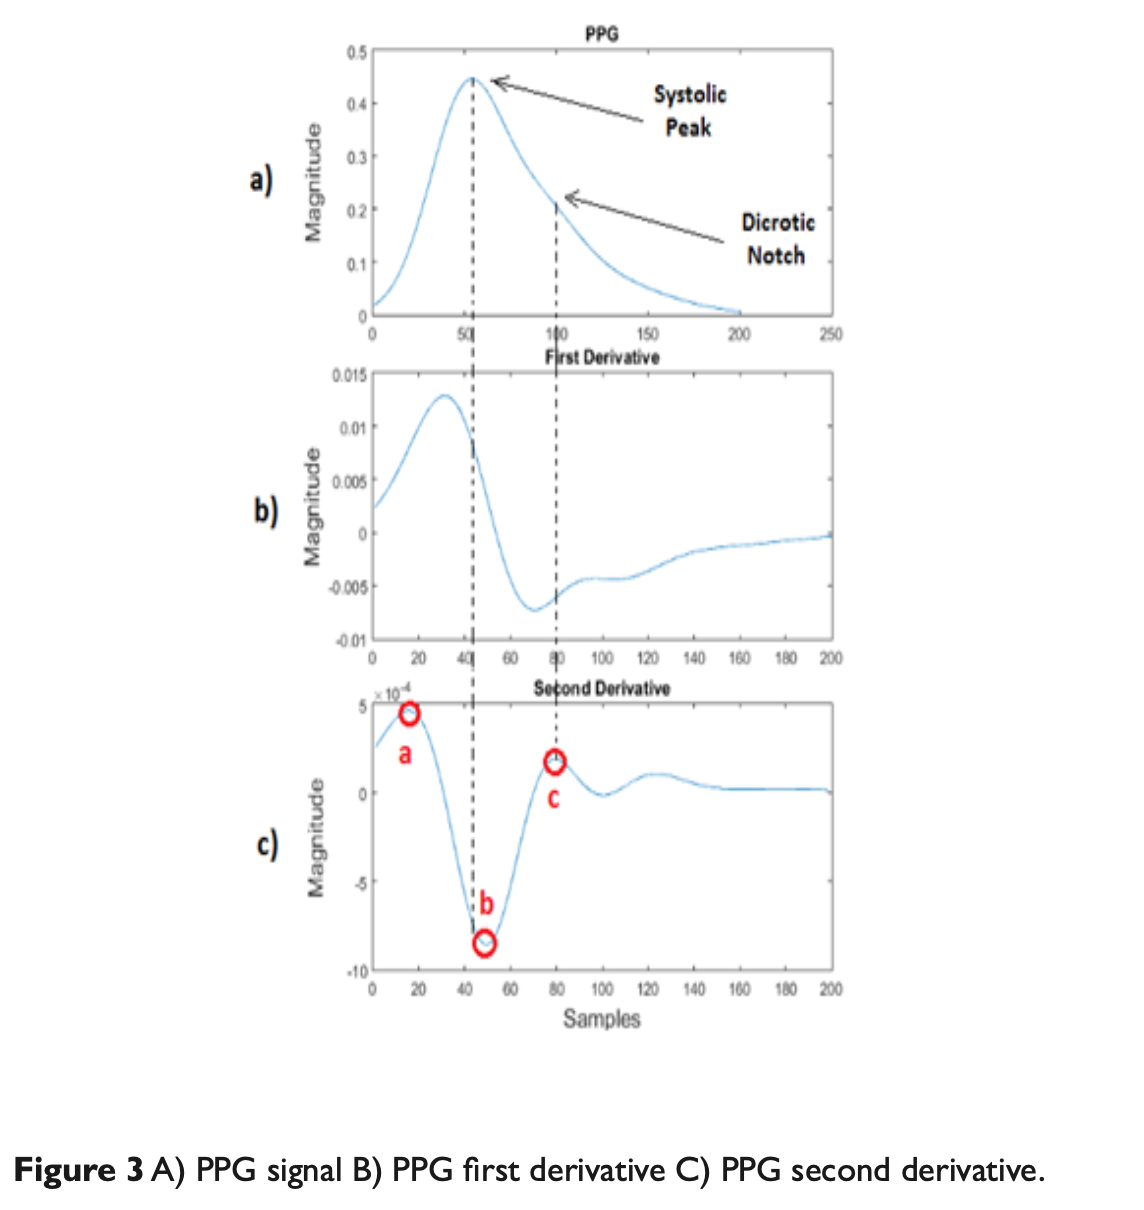 PPG
a)
Magnitude
0.5
0.4
0.3
0.2
0.1
0
Systolic
Peak
Dicrotic
Notch
0 50 100 150 200 250
First Derivative
b)
Magnitude
0.015
0.01
0.005
0
-0.005
-0.01
0 20 40 60 80 100 120 140 160 180 200
Second Derivative
×10-4
c)
Magnitude
5
0
-5
-10
a
b
c
0 20 40 60 80 100 120 140 160 180 200
Samples
Figure 3 A) PPG signal B) PPG first derivative C) PPG second derivative.